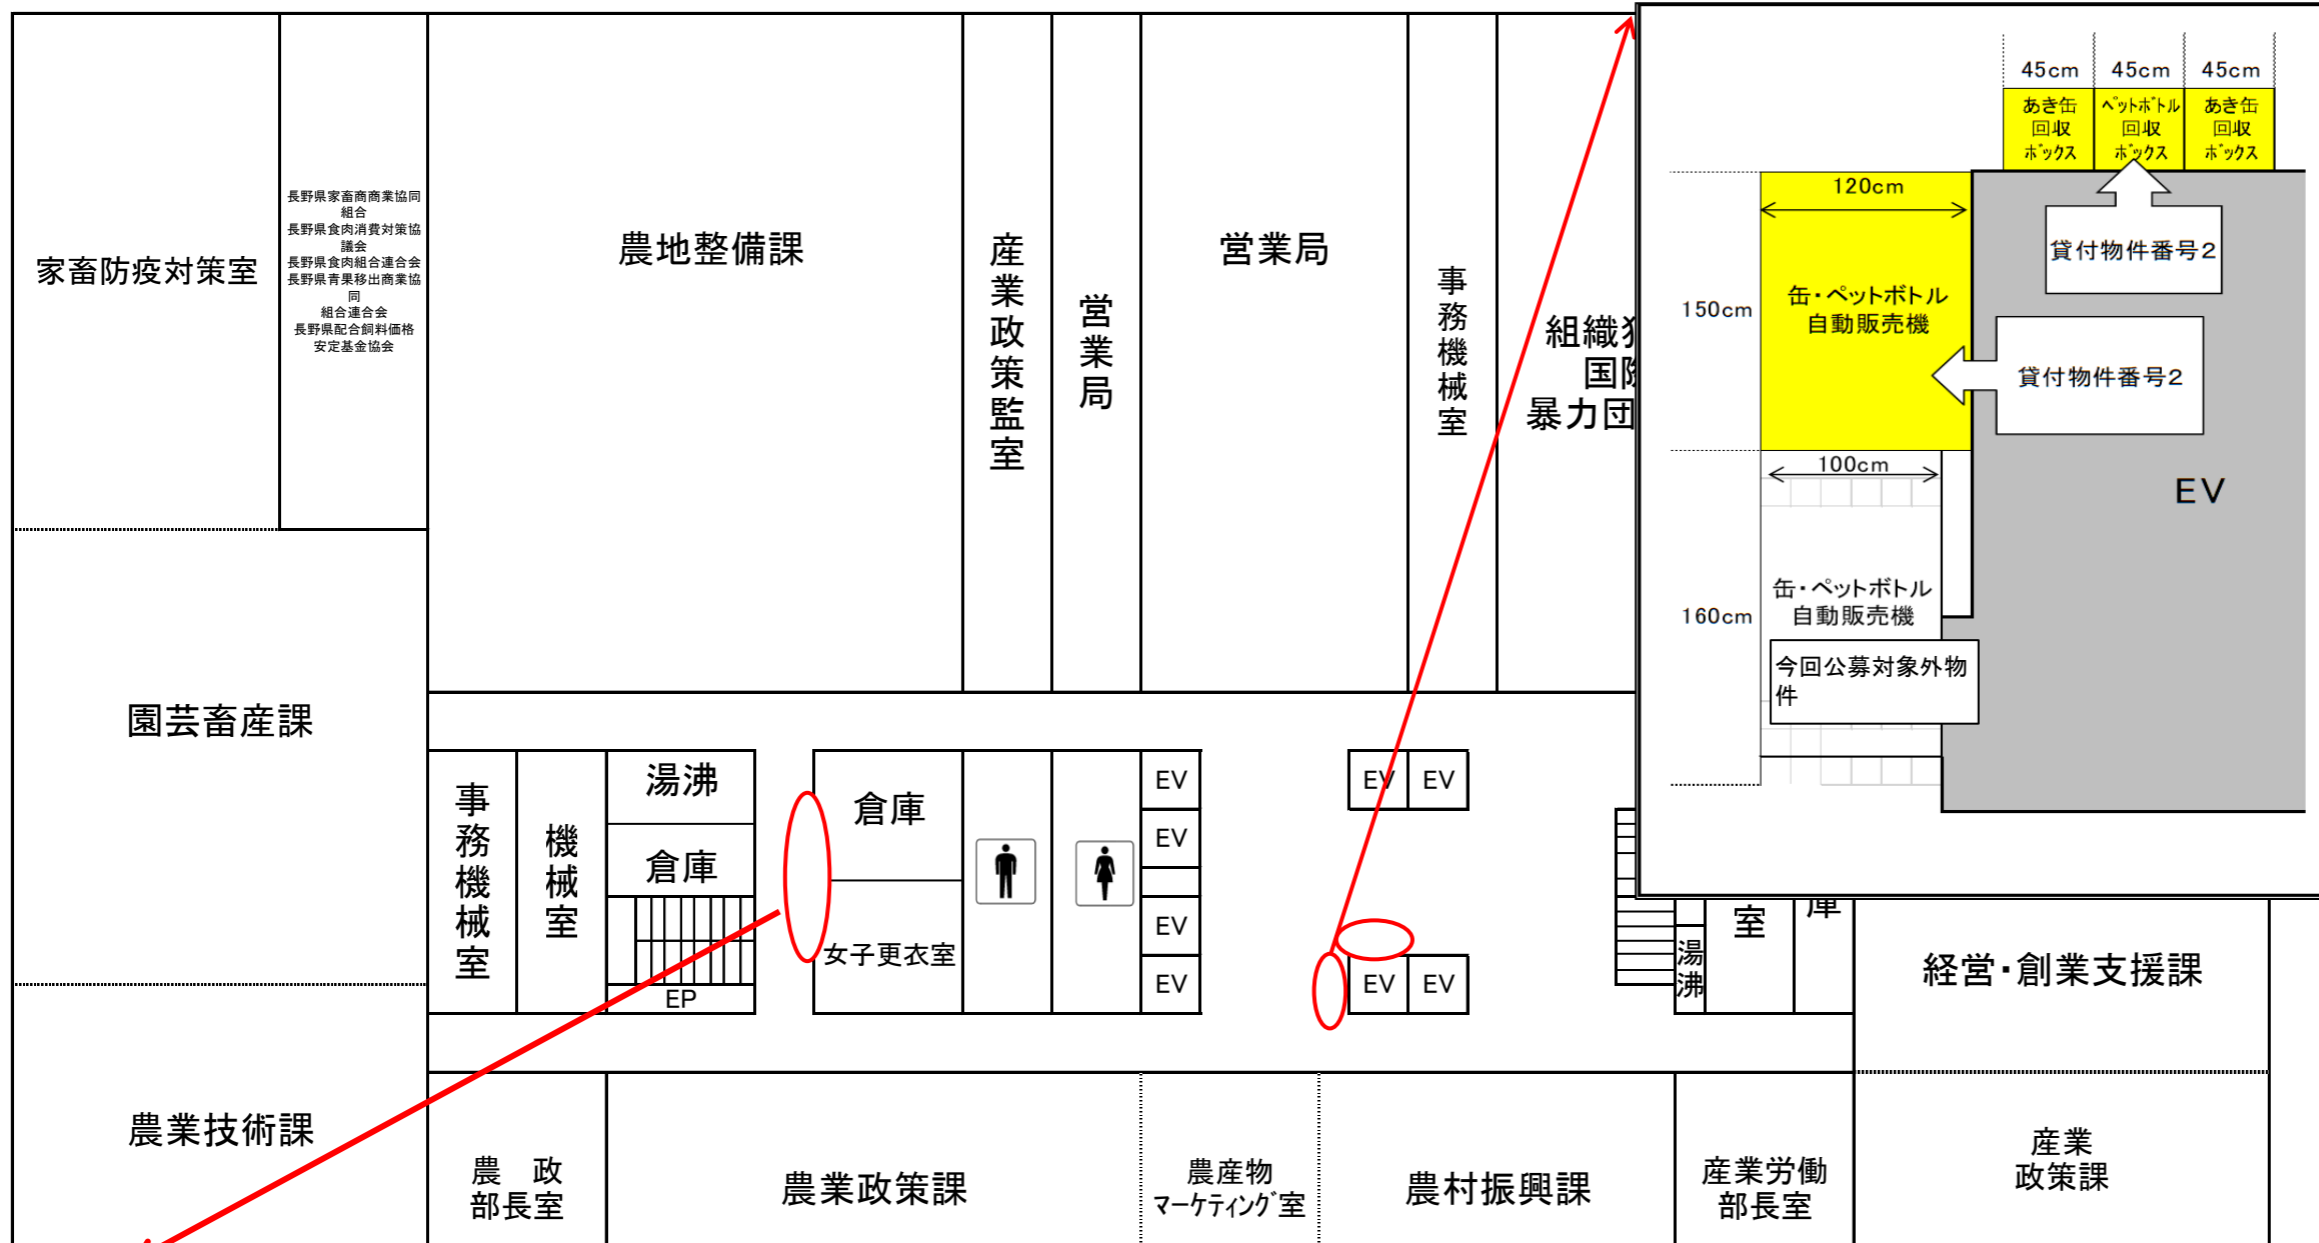 家畜防疫対策室
長野県家畜商商業協同
組合
長野県食肉消費対策協
議会
長野県食肉組合連合会
長野県青果移出商業協
同
組合連合会
長野県配合飼料価格
安定基金協会
農地整備課
産業政策監室
営業局
営業局
事務機械室
組織
国
暴力団
45cm
45cm
45cm
あき缶
回収
ボックス
ペットボトル
回収
ボックス
あき缶
回収
ボックス
120cm
150cm
缶・ペットボトル
自動販売機
貸付物件番号2
貸付物件番号2
100cm
160cm
缶・ペットボトル
自動販売機
今回公募対象外物
件
EV
園芸畜産課
事務機械室
機械室
湯沸
倉庫
EP
倉庫
女子更衣室
EV
EV
EV
EV
EV
EV
EV
EV
湯沸
室
庫
経営・創業支援課
農業技術課
農 政
部長室
農業政策課
農産物
マーケティング室
農村振興課
産業労働
部長室
産業
政策課